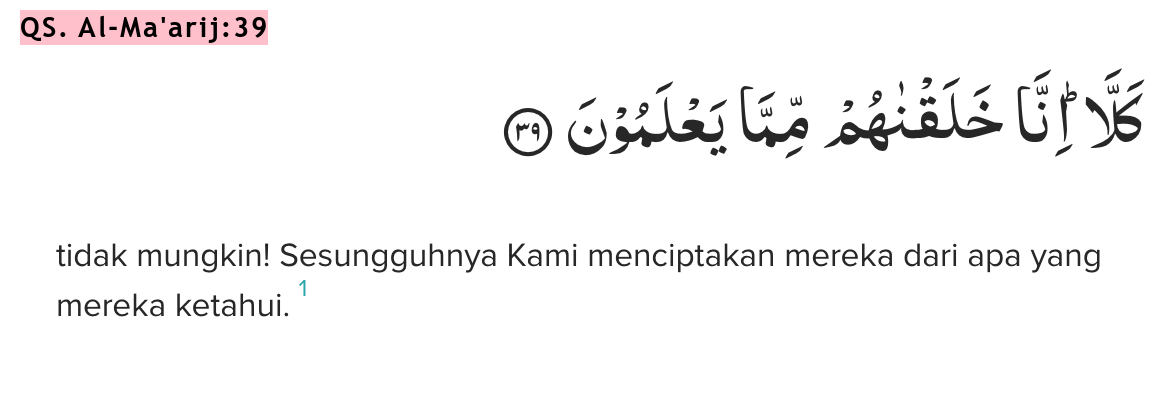 QS. Al-Ma'arij:39
كَلَّاۗ اِنَّا خَلَقْنٰهُمْ مِّمَّا يَعْلَمُوْنَ ٣٩
tidak mungkin! Sesungguhnya Kami menciptakan mereka dari apa yang
mereka ketahui. 1